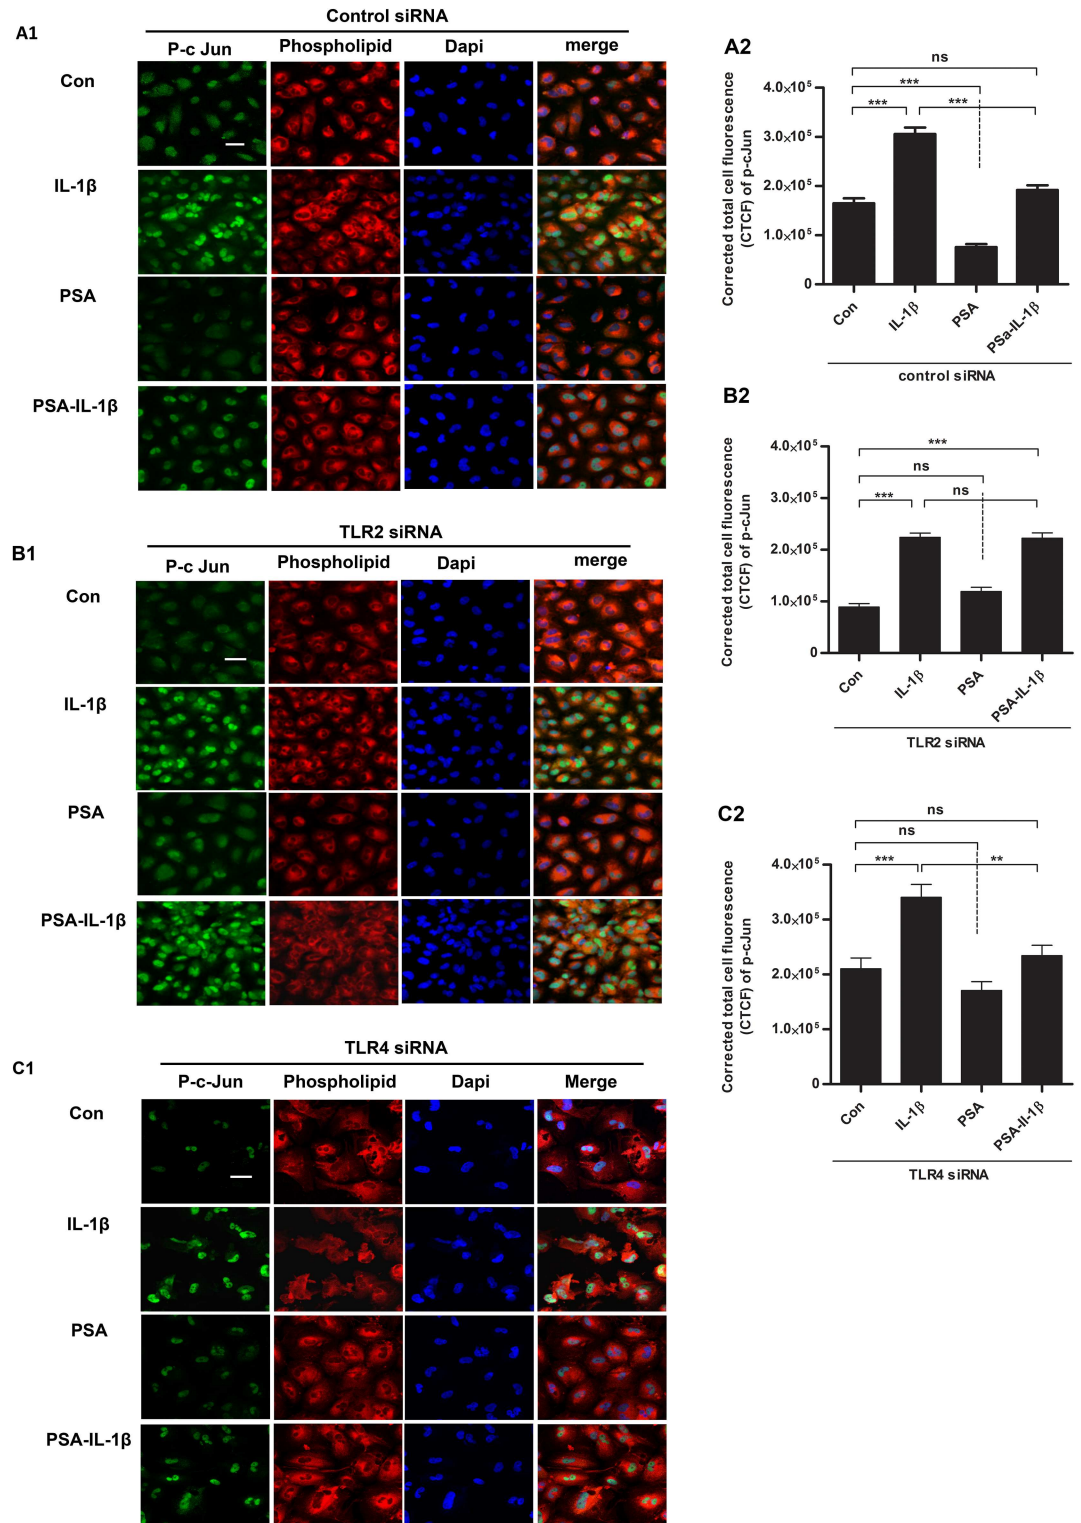 A1
Control siRNA
P-c Jun Phospholipid Dapi merge
Con
IL-1β
PSA
PSA-IL-1β
A2
ns
***
*** ***
4.0×10⁵
3.0×10⁵
2.0×10⁵
1.0×10⁵
0
Corrected total cell fluorescence
(CTCF) of p-cJun
Con IL-1β PSA PSa-IL-1β
control siRNA
B1
TLR2 siRNA
P-c Jun Phospholipid Dapi merge
Con
IL-1β
PSA
PSA-IL-1β
B2
***
ns
*** ns
4.0×10⁵
3.0×10⁵
2.0×10⁵
1.0×10⁵
0
Corrected total cell fluorescence
(CTCF) of p-cJun
Con IL-1β PSA PSA-IL-1β
TLR2 siRNA
C1
TLR4 siRNA
P-c-Jun Phospholipid Dapi Merge
Con
IL-1β
PSA
PSA-IL-1β
C2
ns
ns
*** **
4.0×10⁵
3.0×10⁵
2.0×10⁵
1.0×10⁵
0
Corrected total cell fluorescence
(CTCF) of p-cJun
Con IL-1β PSA PSA-Il-1β
TLR4 siRNA